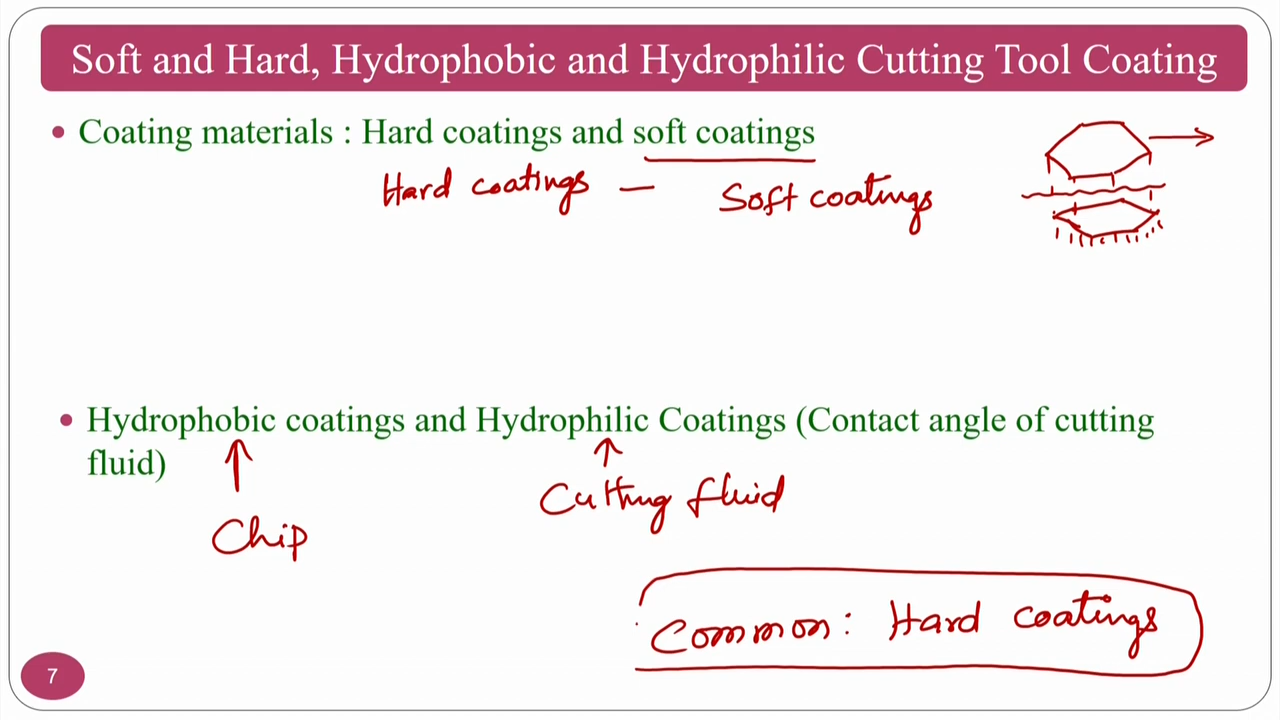 Soft and Hard, Hydrophobic and Hydrophilic Cutting Tool Coating
• Coating materials : Hard coatings and soft coatings
Hard coatings — Soft coatings
• Hydrophobic coatings and Hydrophilic Coatings (Contact angle of cutting
fluid)
Cutting fluid
Chip
Common: Hard coatings
7